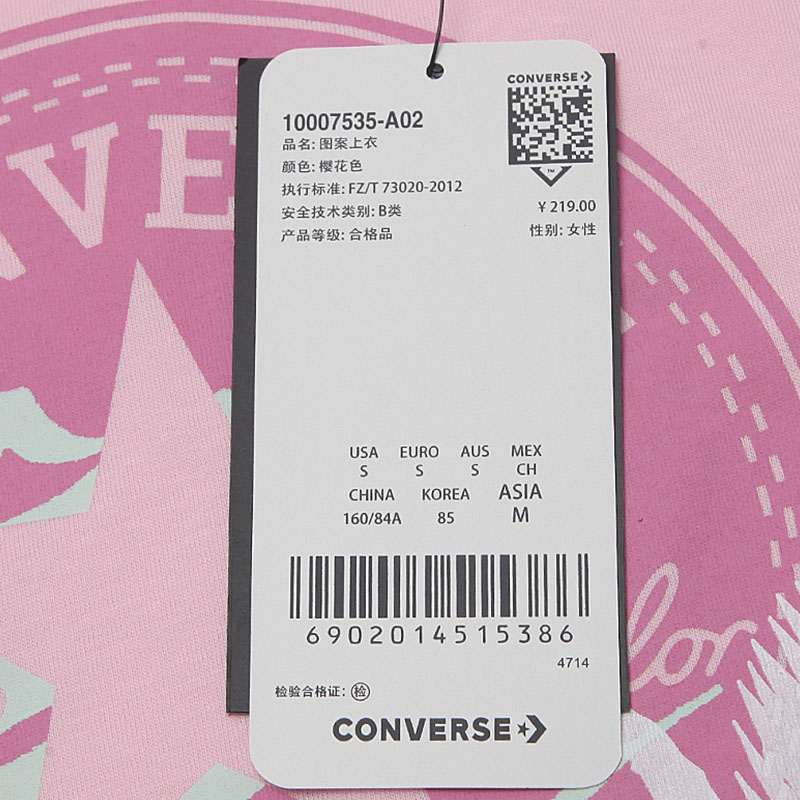 CONVERSE
10007535-A02
品名: 图案上衣
颜色: 樱花色
执行标准: FZ/T 73020-2012
安全技术类别: B类
产品等级: 合格品
TM
￥219.00
性别: 女性
USA EURO AUS MEX
S S S CH
CHINA KOREA ASIA
160/84A 85 M
6902014515386
4714
检验合格证: 检
CONVERSE
VE
lor